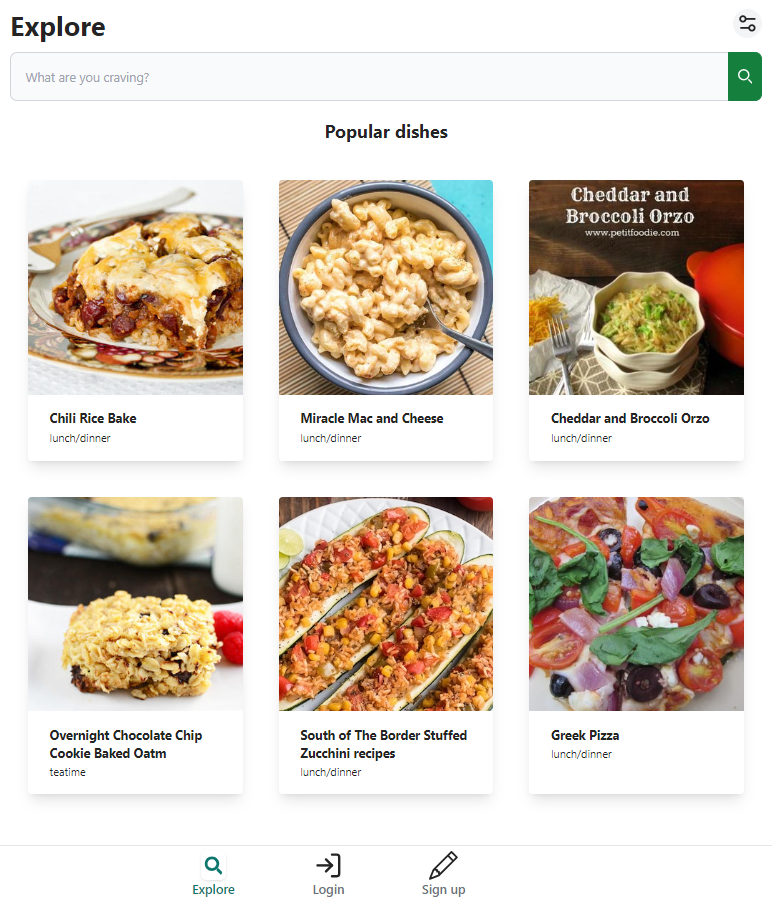 Explore
What are you craving?
Popular dishes
Cheddar and
Broccoli Orzo
www.petitfoodie.com
Chili Rice Bake
lunch/dinner
Miracle Mac and Cheese
lunch/dinner
Cheddar and Broccoli Orzo
lunch/dinner
Overnight Chocolate Chip
Cookie Baked Oatm
teatime
South of The Border Stuffed
Zucchini recipes
lunch/dinner
Greek Pizza
lunch/dinner
Explore
Login
Sign up